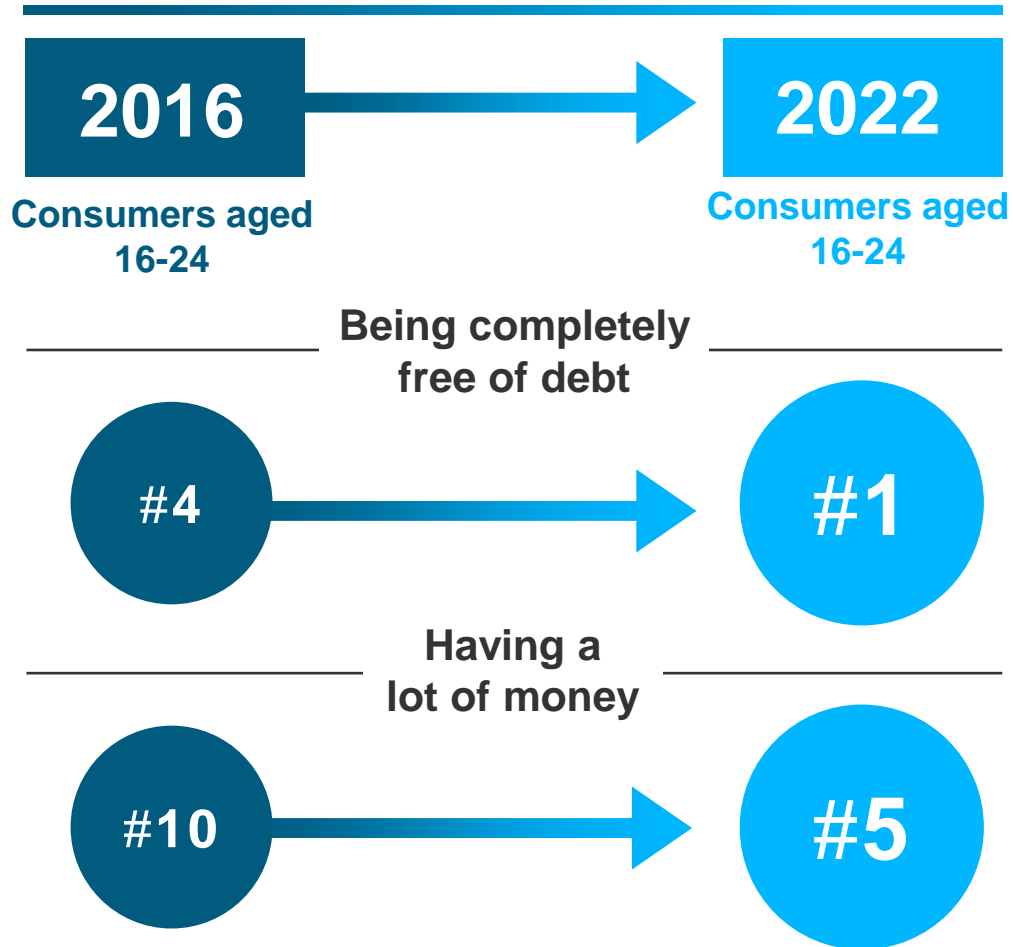 2016
2022
Consumers aged
16-24
Consumers aged
16-24
Being completely
free of debt
#4
#1
Having a
lot of money
#10
#5